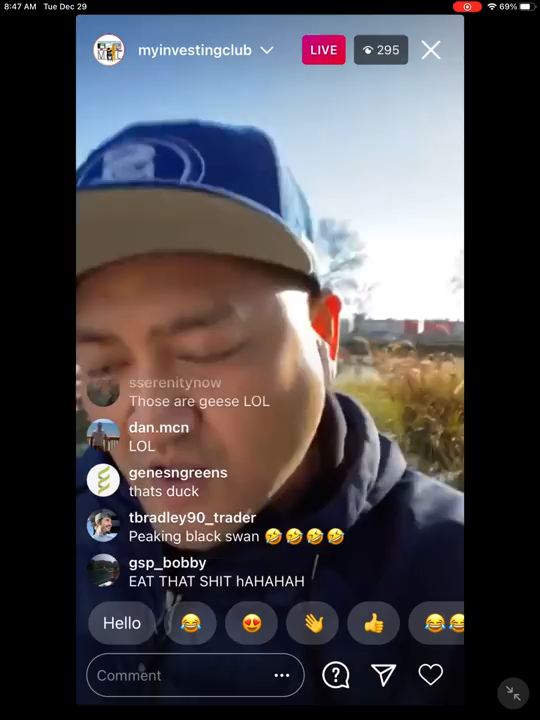 8:47 AM Tue Dec 29
69%
myinvestingclub
LIVE
295
sserenitynow
Those are geese LOL
dan.mcn
LOL
genesngreens
thats duck
tbradley90_trader
Peaking black swan 🤣🤣🤣🤣
gsp_bobby
EAT THAT SHIT hAHAHAH
Hello 😂 😍 👋 👍 😂😂
Comment